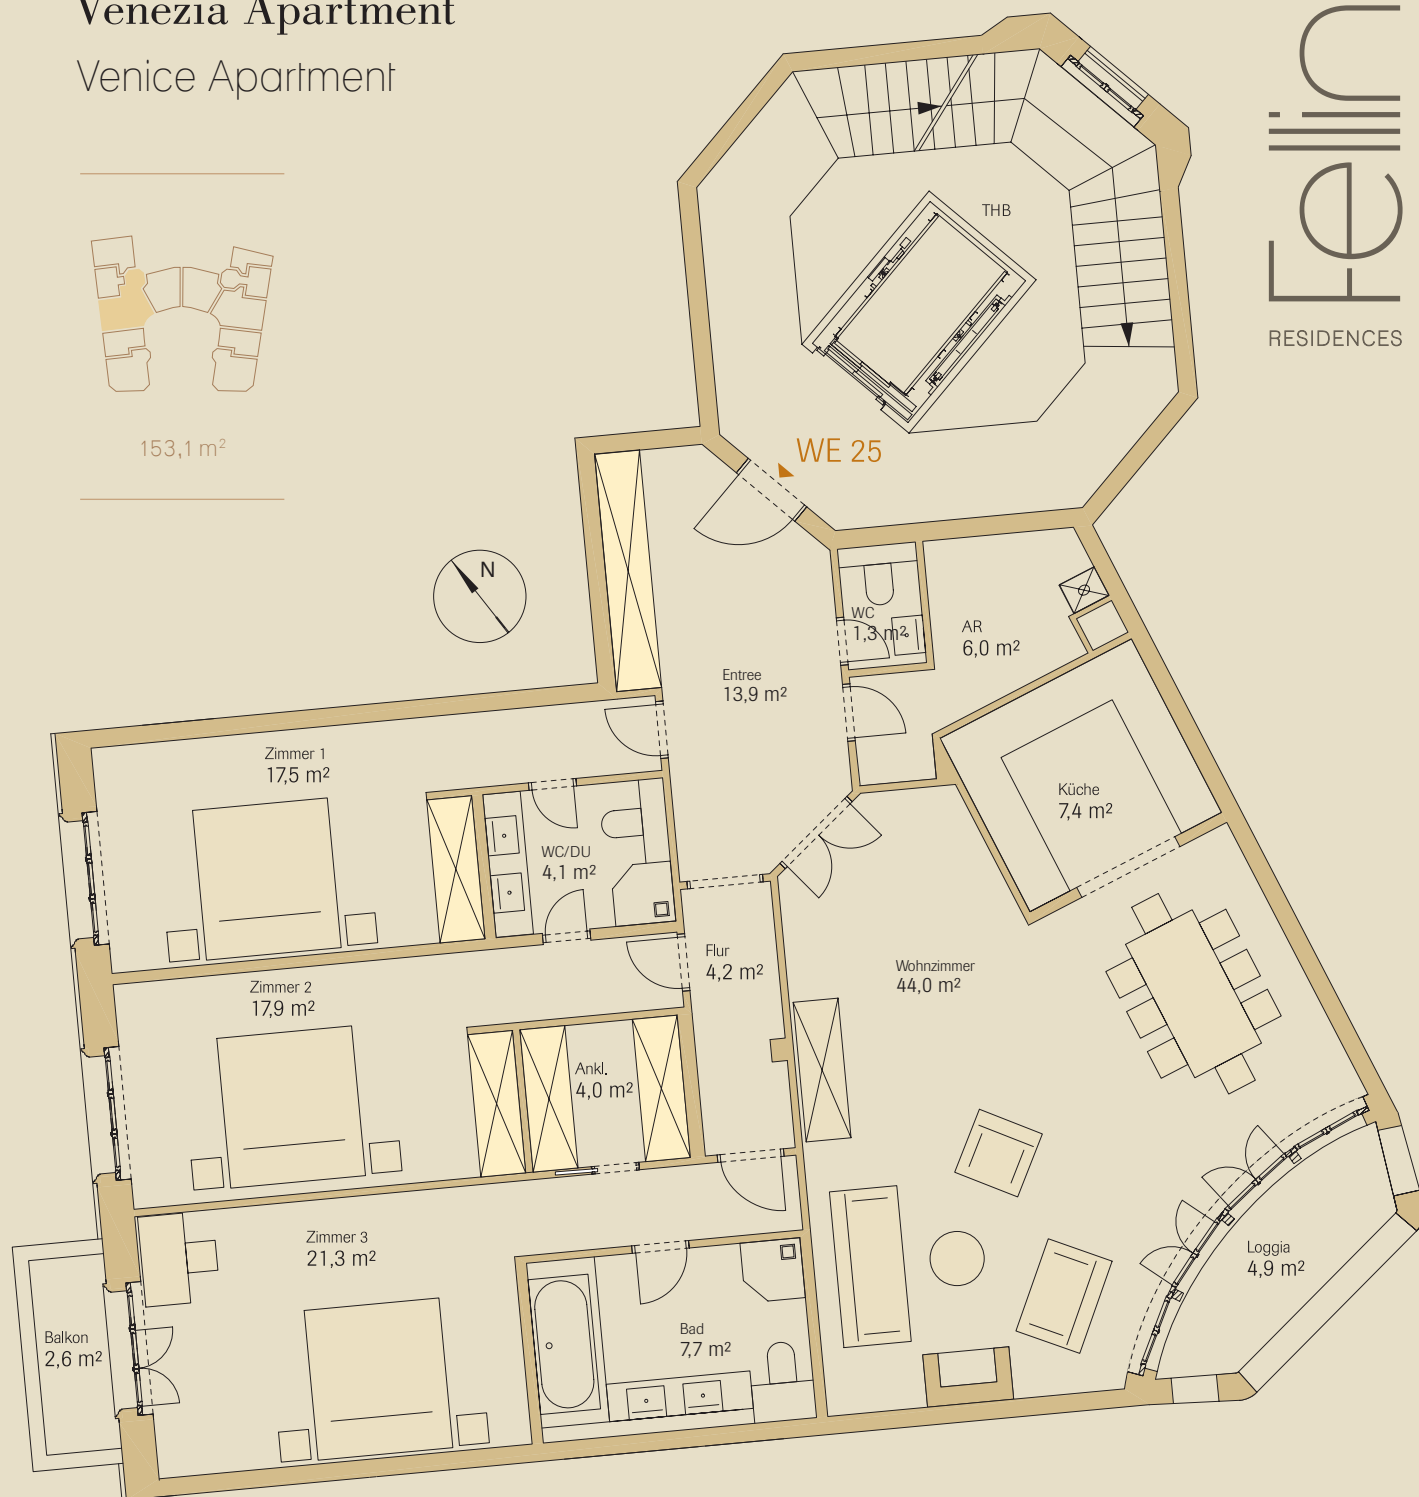 Venezia Apartment
Venice Apartment
Fellin
RESIDENCES
153,1 m²
THB
WE 25
N
WC
1,3 m²
AR
6,0 m²
Entree
13,9 m²
Zimmer 1
17,5 m²
Küche
7,4 m²
WC/DU
4,1 m²
Flur
4,2 m²
Wohnzimmer
44,0 m²
Zimmer 2
17,9 m²
Ankl.
4,0 m²
Zimmer 3
21,3 m²
Loggia
4,9 m²
Balkon
2,6 m²
Bad
7,7 m²